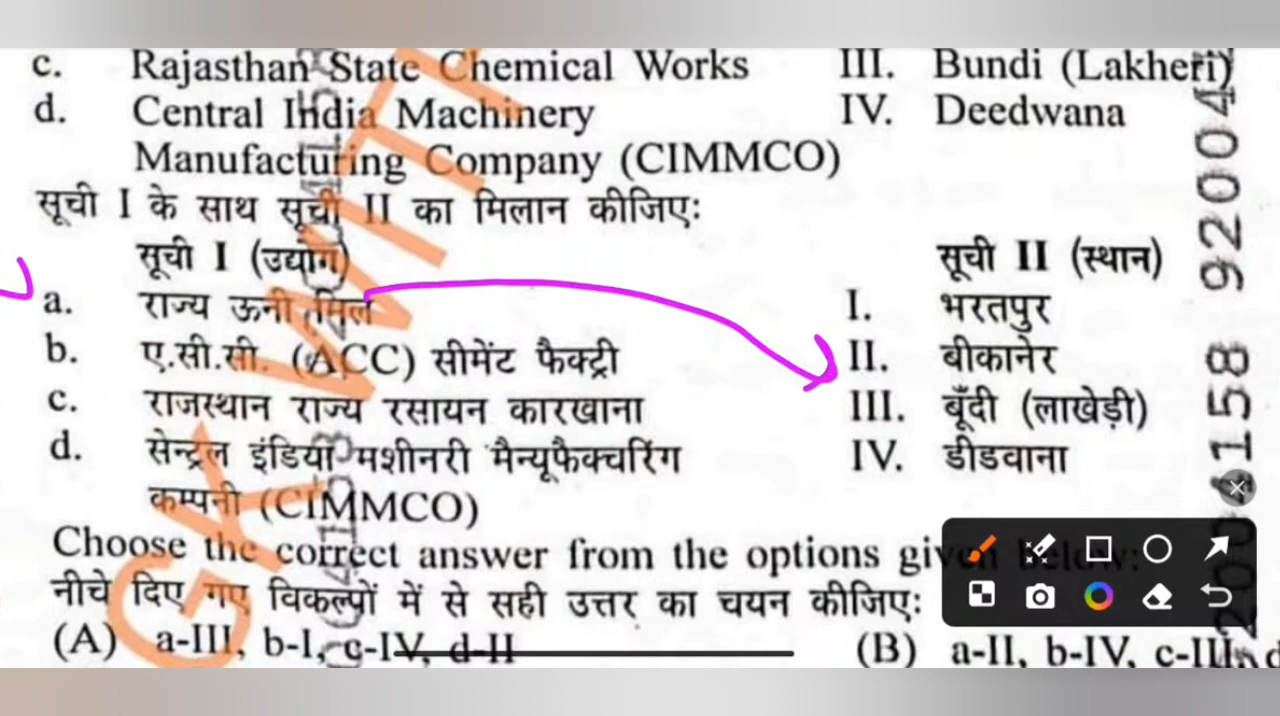 c. Rajasthan State Chemical Works III. Bundi (Lakheri)
d. Central India Machinery IV. Deedwana
Manufacturing Company (CIMMCO)
सूची I के साथ सूची II का मिलान कीजिए:
सूची I (उद्योग) सूची II (स्थान)
a. राज्य ऊनी मिल I. भरतपुर
b. ए.सी.सी. (ACC) सीमेंट फैक्ट्री II. बीकानेर
c. राजस्थान राज्य रसायन कारखाना III. बूँदी (लाखेड़ी)
d. सेन्ट्रल इंडिया मशीनरी मैन्यूफैक्चरिंग IV. डीडवाना
कम्पनी (CIMMCO)
Choose the correct answer from the options given below:
नीचे दिए गए विकल्पों में से सही उत्तर का चयन कीजिए:
(A) a-III, b-I, c-IV, d-II (B) a-II, b-IV, c-III, d
GK WITH